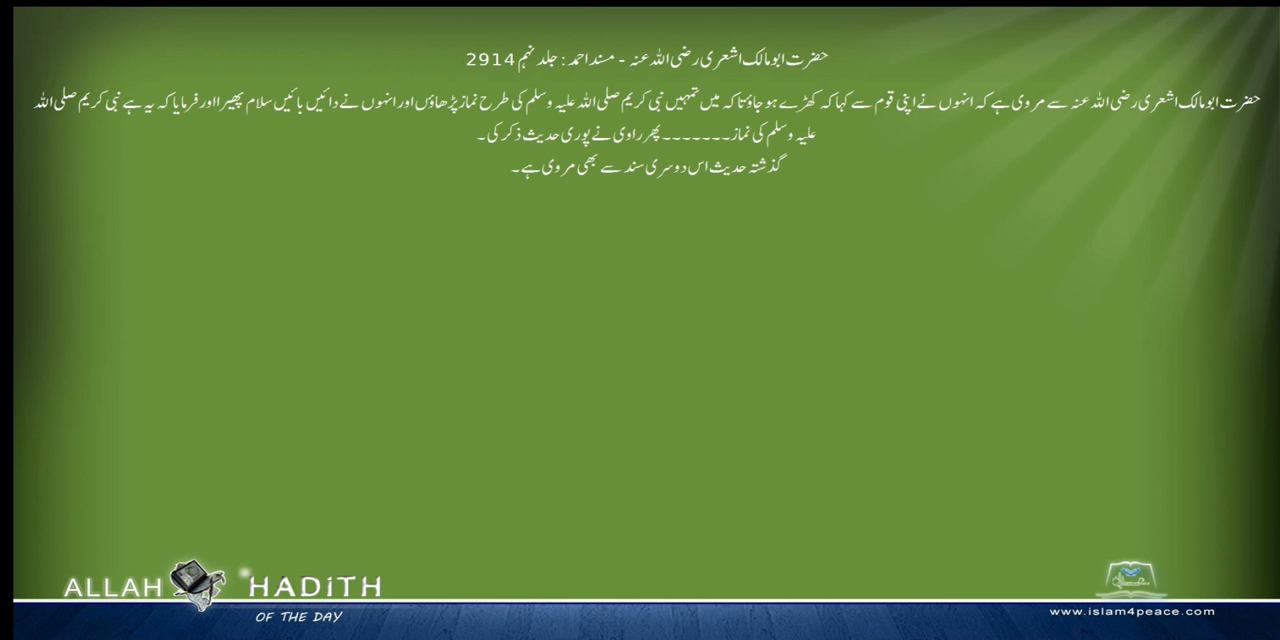 حضرت ابومالک اشعری رضی اللہ عنہ - مسند احمد : جلد نہم 2914
حضرت ابومالک اشعری رضی اللہ عنہ سے مروی ہے کہ انہوں نے اپنی قوم سے کہا کہ کھڑے ہو جاؤ تاکہ میں تمہیں نبی کریم صلی اللہ علیہ وسلم کی طرح نماز پڑھاؤں اور انہوں نے دائیں بائیں سلام پھیرا اور فرمایا کہ یہ ہے نبی کریم صلی اللہ
علیہ وسلم کی نماز۔۔۔۔۔۔۔ پھر راوی نے پوری حدیث ذکر کی۔
گذشتہ حدیث اس دوسری سند سے بھی مروی ہے۔
ALLAH HADITH
OF THE DAY
www.islam4peace.com